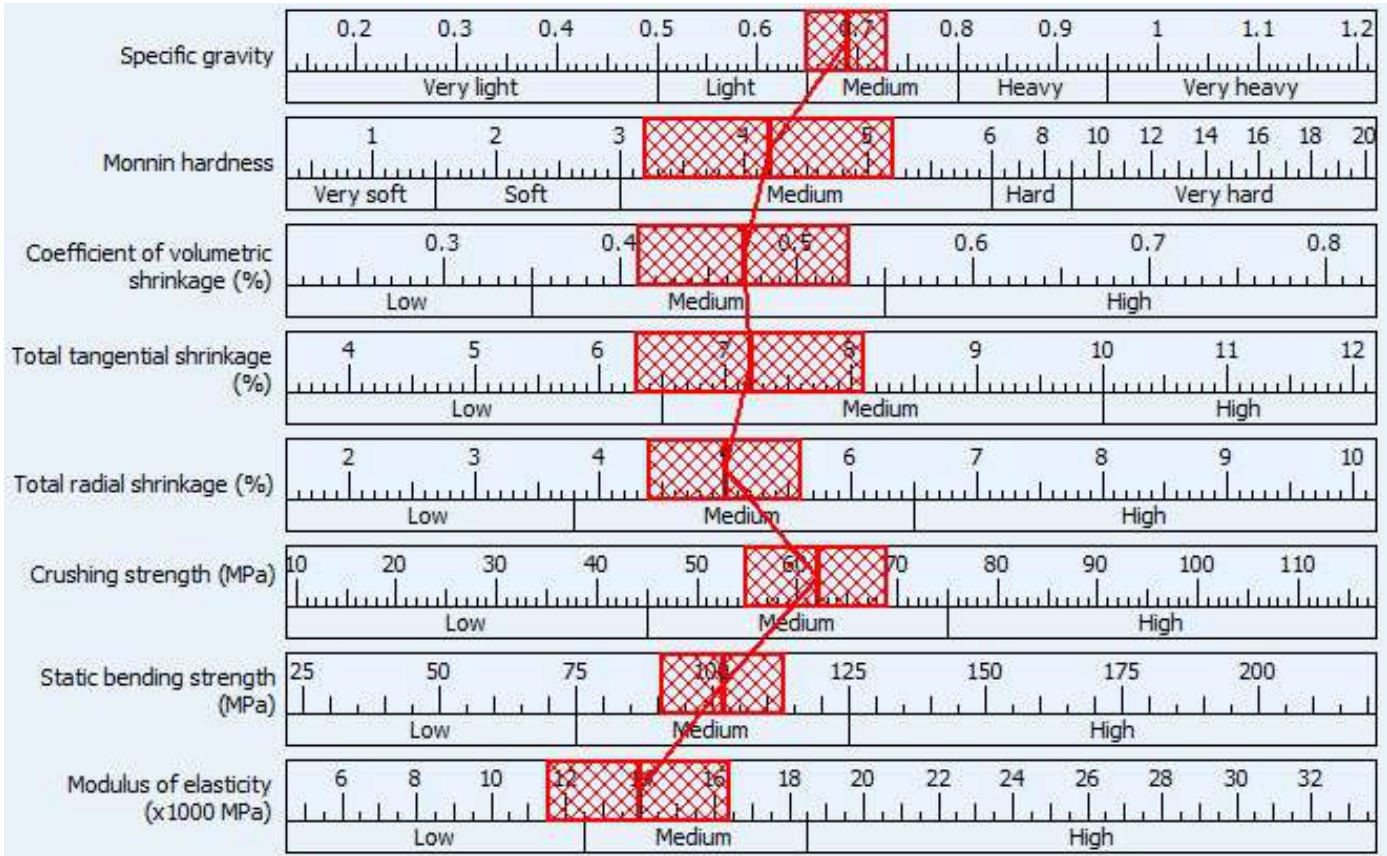 0.2 0.3 0.4 0.5 0.6 0.7 0.8 0.9 1 1.1 1.2
Specific gravity
Very light Light Medium Heavy Very heavy
1 2 3 4 5 6 8 10 12 14 16 18 20
Monnin hardness
Very soft Soft Medium Hard Very hard
0.3 0.4 0.5 0.6 0.7 0.8
Coefficient of volumetric
shrinkage (%)
Low Medium High
4 5 6 7 8 9 10 11 12
Total tangential shrinkage
(%)
Low Medium High
2 3 4 5 6 7 8 9 10
Total radial shrinkage (%)
Low Medium High
10 20 30 40 50 60 70 80 90 100 110
Crushing strength (MPa)
Low Medium High
25 50 75 100 125 150 175 200
Static bending strength
(MPa)
Low Medium High
6 8 10 12 14 16 18 20 22 24 26 28 30 32
Modulus of elasticity
(x1000 MPa)
Low Medium High